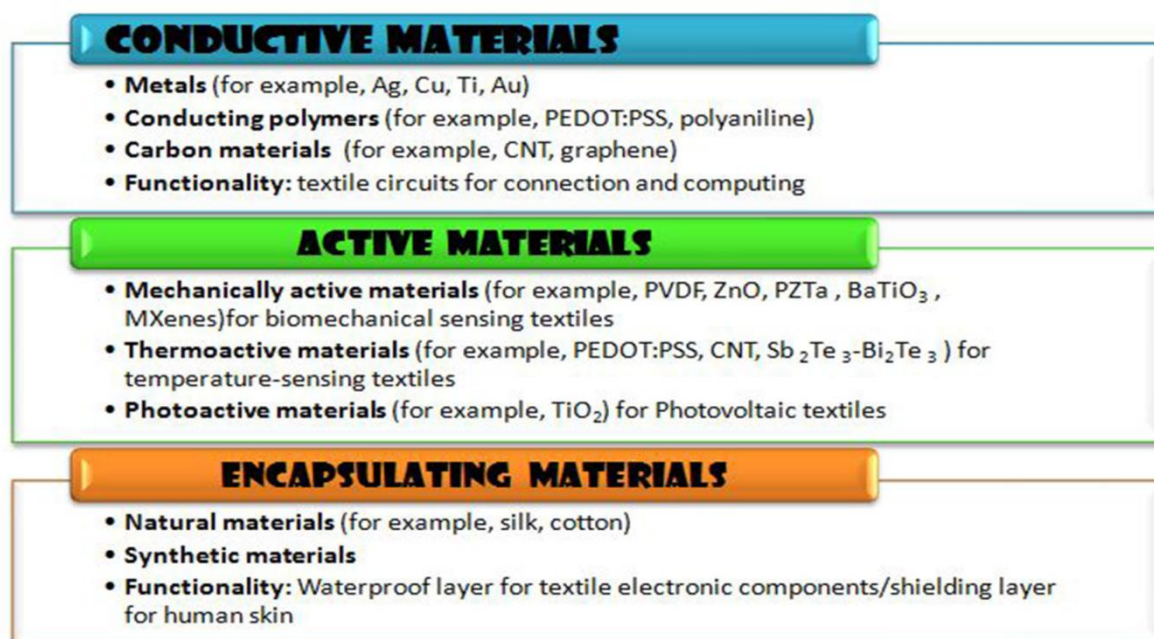 CONDUCTIVE MATERIALS
• Metals (for example, Ag, Cu, Ti, Au)
• Conducting polymers (for example, PEDOT:PSS, polyaniline)
• Carbon materials (for example, CNT, graphene)
• Functionality: textile circuits for connection and computing
ACTIVE MATERIALS
• Mechanically active materials (for example, PVDF, ZnO, PZTa , BaTiO₃ ,
MXenes)for biomechanical sensing textiles
• Thermoactive materials (for example, PEDOT:PSS, CNT, Sb ₂Te ₃-Bi₂Te ₃ ) for
temperature-sensing textiles
• Photoactive materials (for example, TiO₂) for Photovoltaic textiles
ENCAPSULATING MATERIALS
• Natural materials (for example, silk, cotton)
• Synthetic materials
• Functionality: Waterproof layer for textile electronic components/shielding layer
for human skin